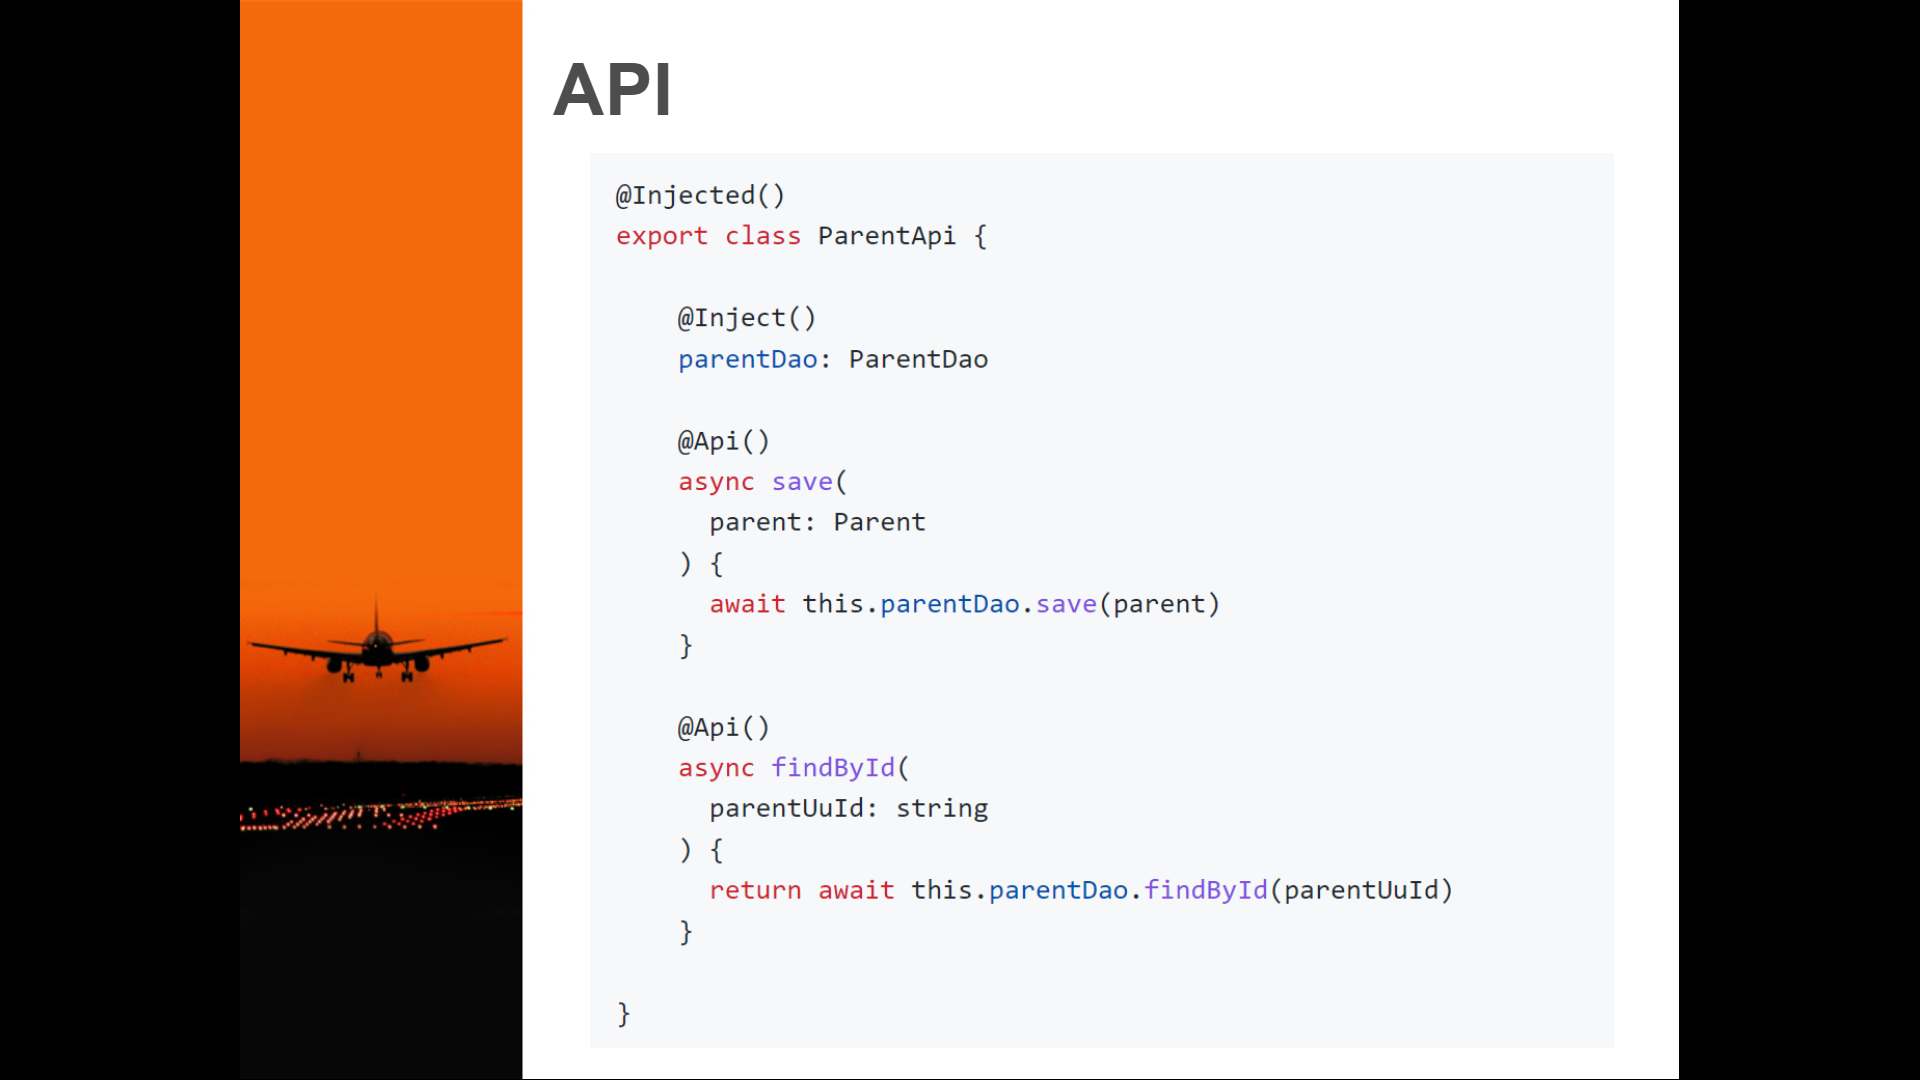 API
@Injected()
export class ParentApi {
@Inject()
parentDao: ParentDao
@Api()
async save(
parent: Parent
) {
await this.parentDao.save(parent)
}
@Api()
async findById(
parentUuId: string
) {
return await this.parentDao.findById(parentUuId)
}
}